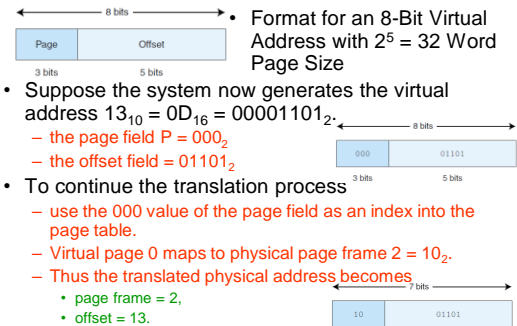 8 bits
Page Offset
3 bits 5 bits
• Format for an 8-Bit Virtual
Address with 2⁵ = 32 Word
Page Size
• Suppose the system now generates the virtual
address 13₁₀ = 0D₁₆ = 00001101₂.
– the page field P = 000₂
– the offset field = 01101₂
8 bits
000 01101
3 bits 5 bits
• To continue the translation process
– use the 000 value of the page field as an index into the
page table.
– Virtual page 0 maps to physical page frame 2 = 10₂.
– Thus the translated physical address becomes
• page frame = 2,
• offset = 13.
7 bits
10 01101